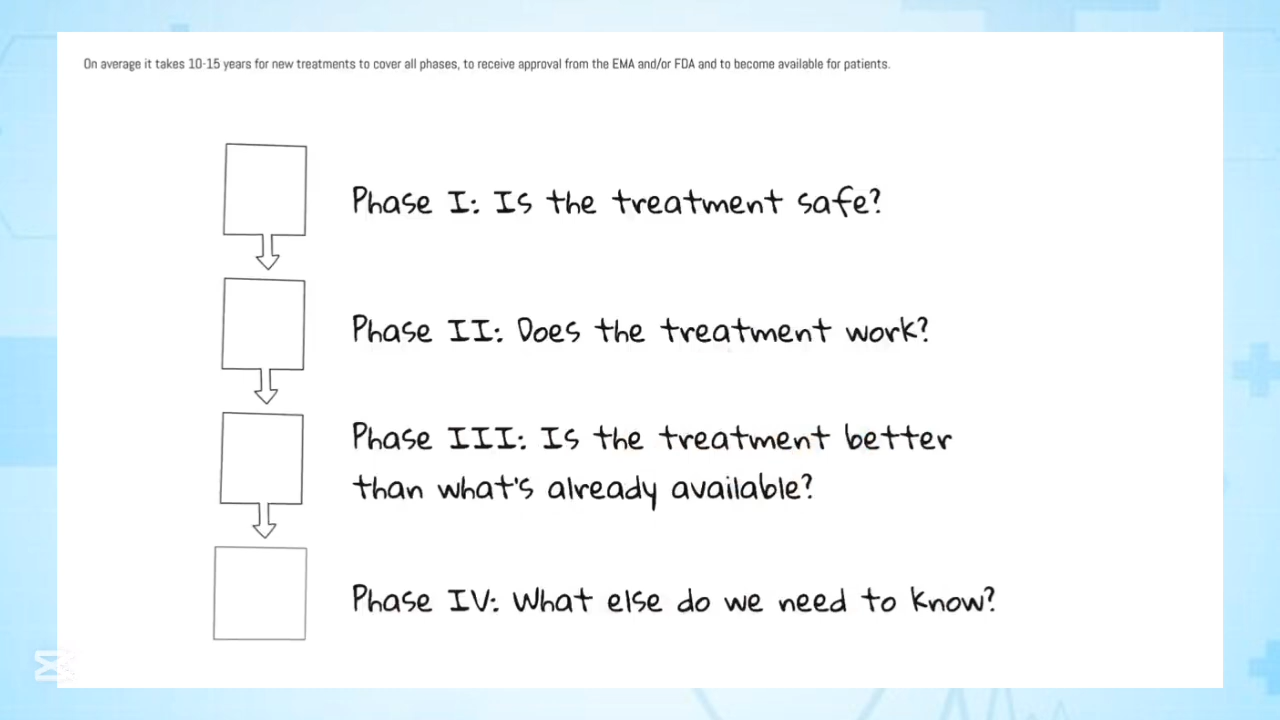 On average it takes 10-15 years for new treatments to cover all phases, to receive approval from the EMA and/or FDA and to become available for patients.
Phase I: Is the treatment safe?
Phase II: Does the treatment work?
Phase III: Is the treatment better
than what's already available?
Phase IV: What else do we need to know?